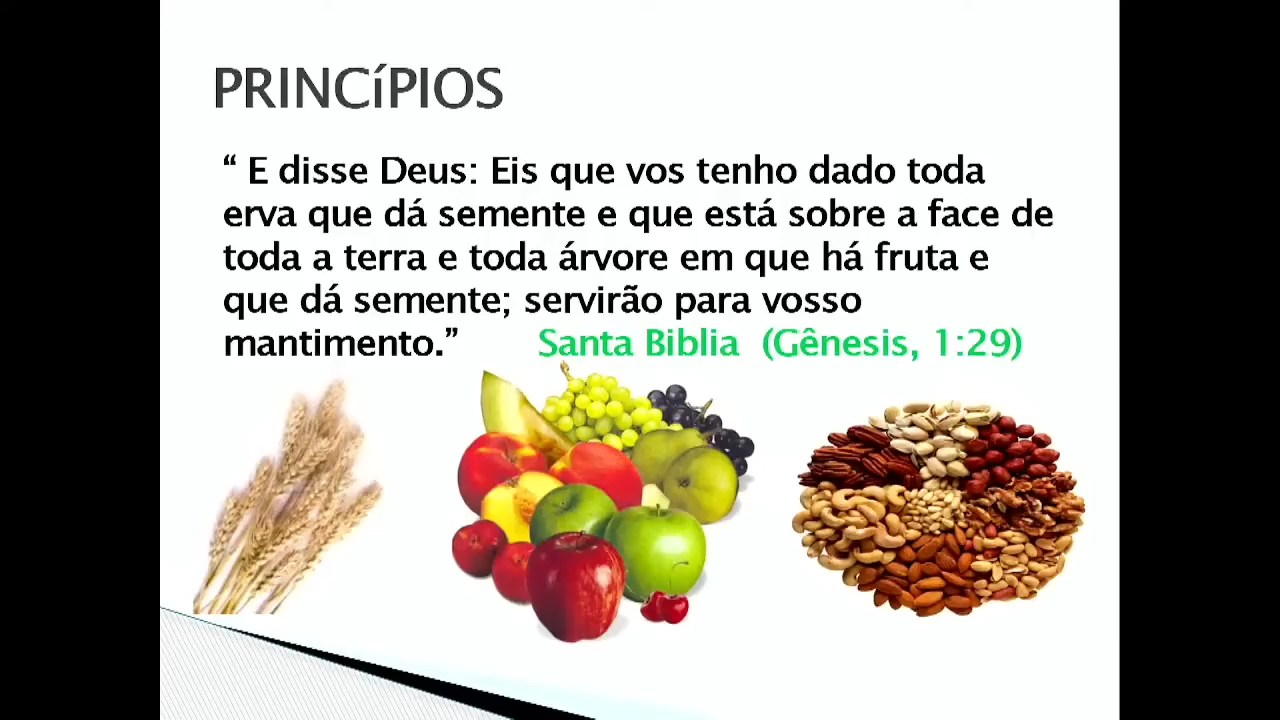 PRINCíPIOS
“ E disse Deus: Eis que vos tenho dado toda
erva que dá semente e que está sobre a face de
toda a terra e toda árvore em que há fruta e
que dá semente; servirão para vosso
mantimento.” Santa Biblia (Gênesis, 1:29)